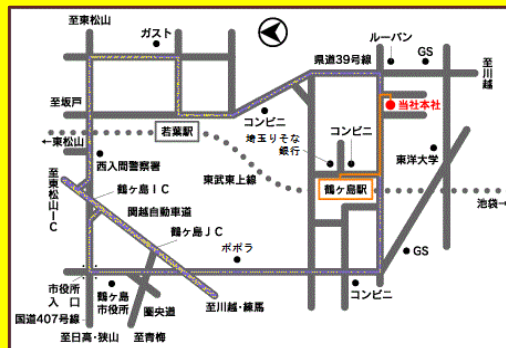 至東松山
ガスト
ルーパン
GS
県道39号線
至川越
至坂戸
コンビニ
当社本社
若葉駅
←東松山
埼玉りそな
銀行
コンビニ
西入間警察署
東洋大学
至東松山IC
鶴ヶ島IC
東武東上線
鶴ヶ島駅
池袋→
関越自動車道
鶴ヶ島JC
ポポラ
GS
市役所
入口
鶴ヶ島
市役所
圏央道
至川越・練馬
コンビニ
国道407号線
至日高・狭山
至青梅